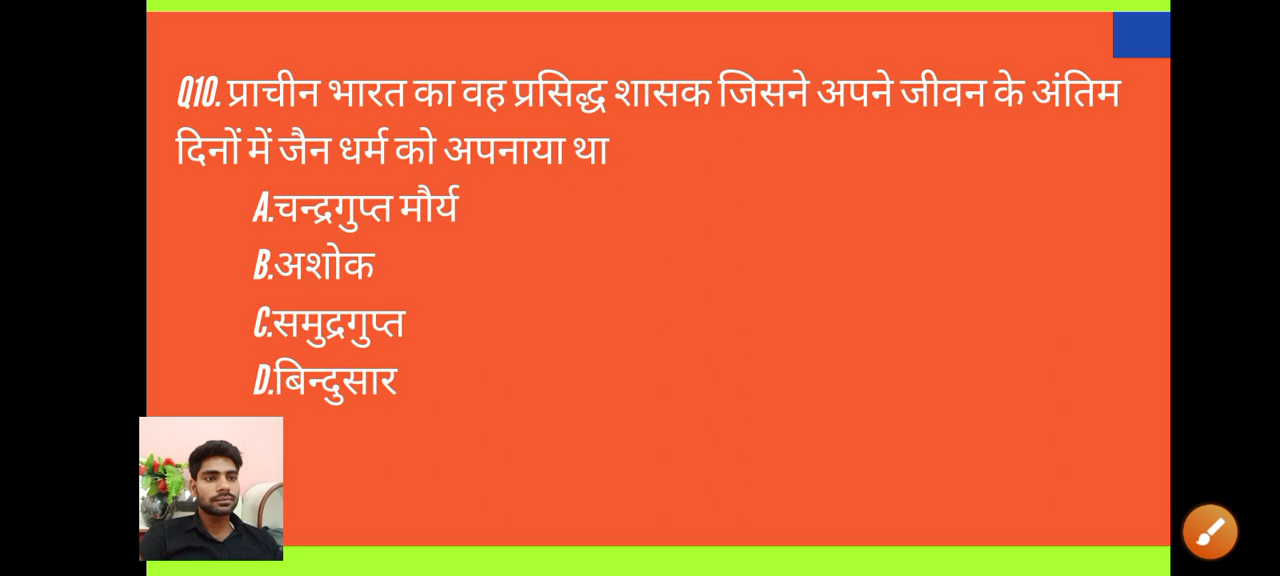 Q10. प्राचीन भारत का वह प्रसिद्ध शासक जिसने अपने जीवन के अंतिम
दिनों में जैन धर्म को अपनाया था
A.चन्द्रगुप्त मौर्य
B.अशोक
C.समुद्रगुप्त
D.बिन्दुसार